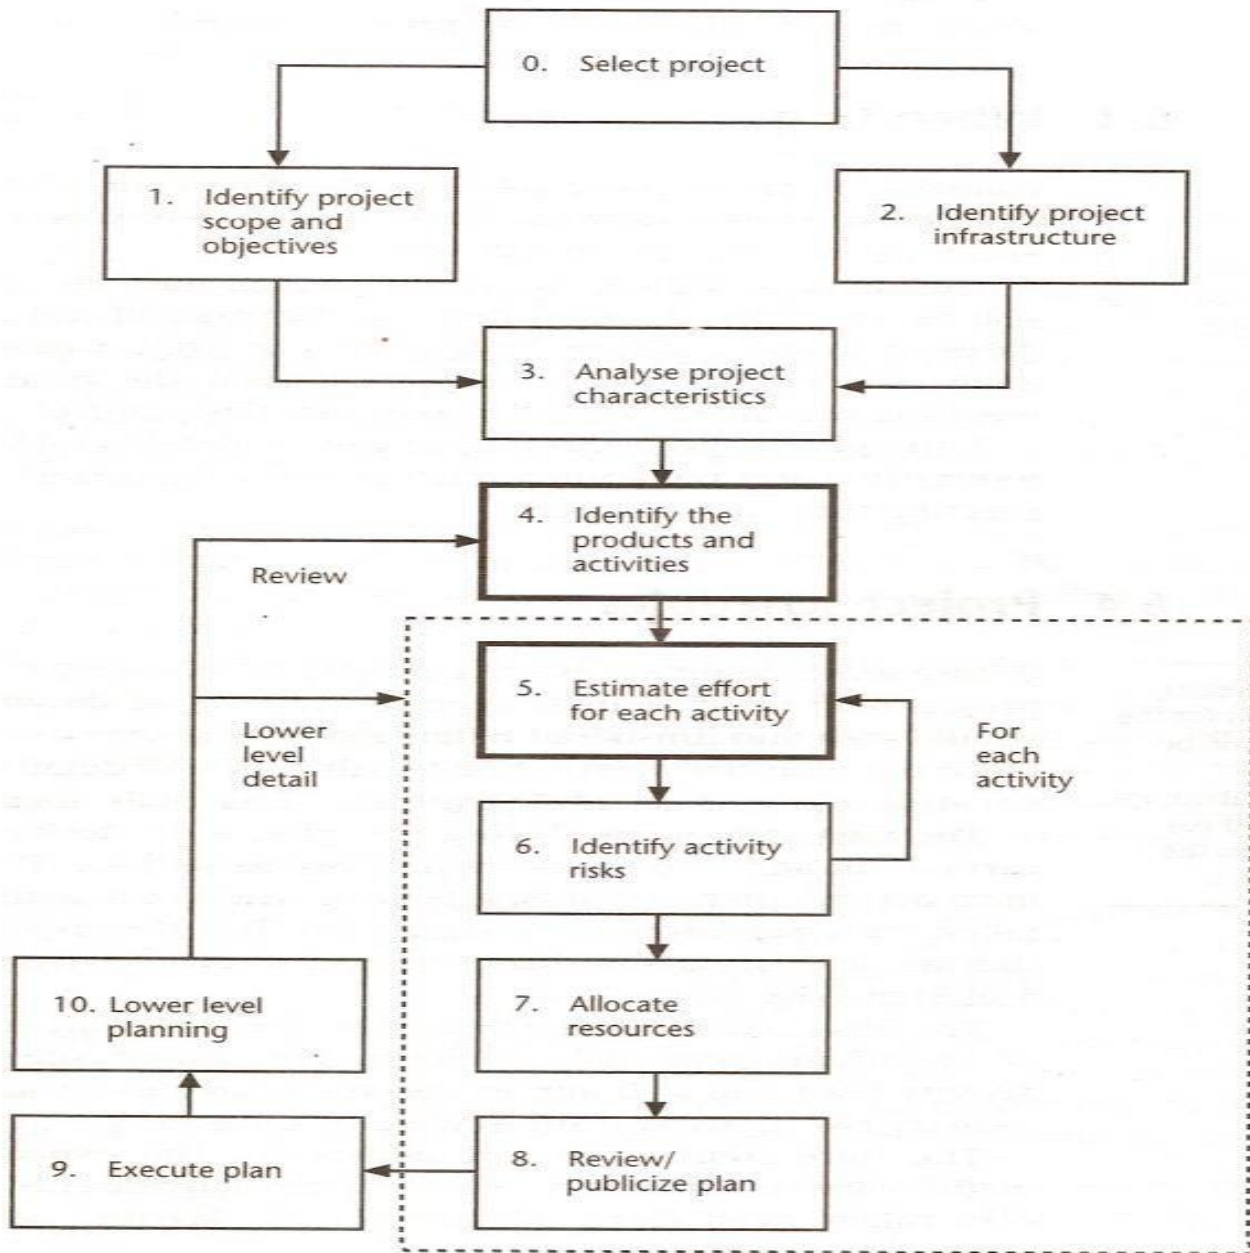 0. Select project
1. Identify project
scope and
objectives
2. Identify project
infrastructure
3. Analyse project
characteristics
4. Identify the
products and
activities
Review
5. Estimate effort
for each activity
Lower
level
detail
For
each
activity
6. Identify activity
risks
10. Lower level
planning
7. Allocate
resources
9. Execute plan
8. Review/
publicize plan